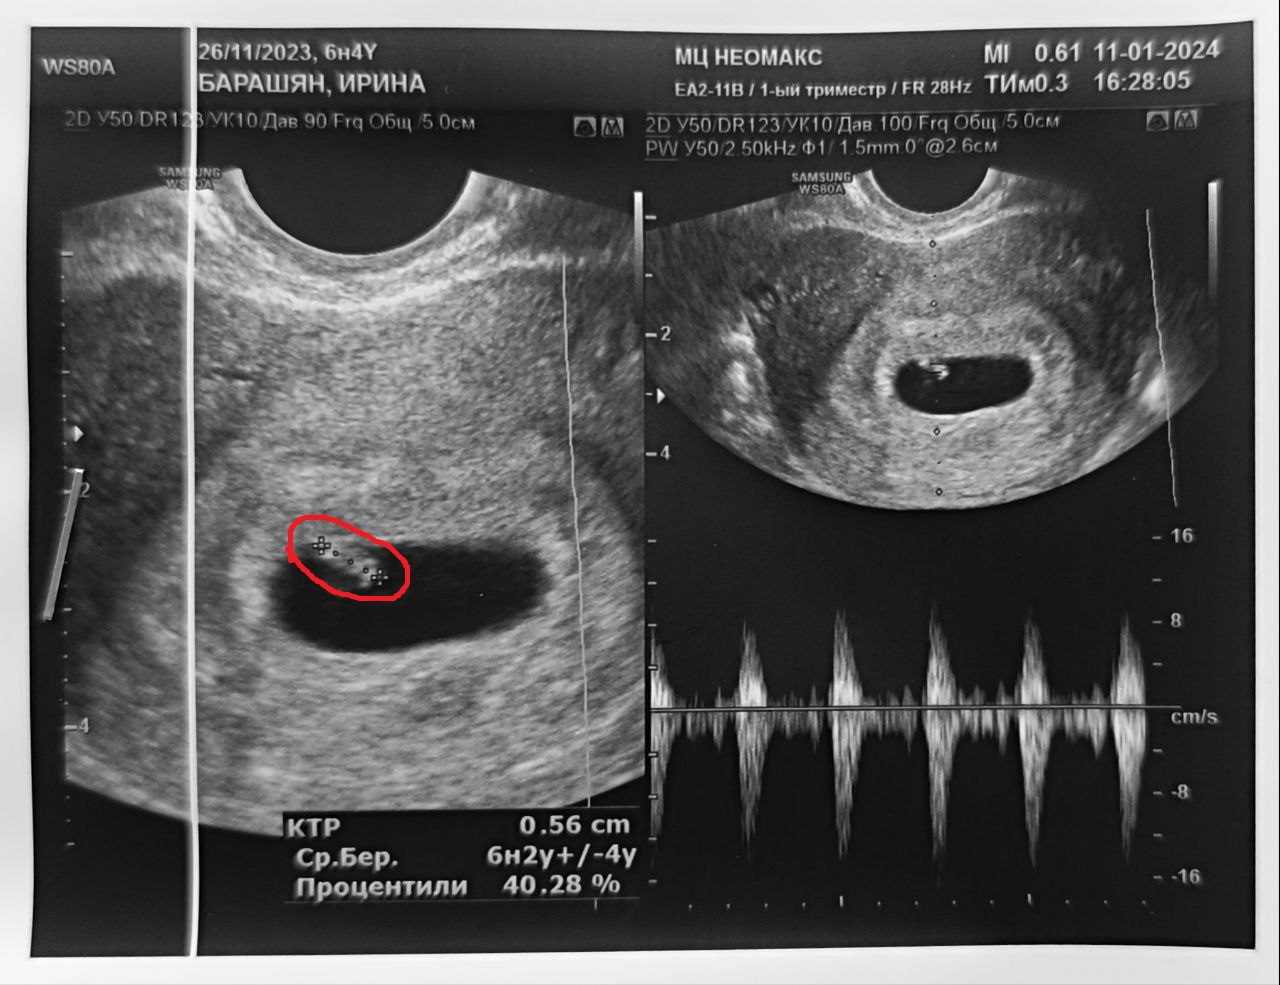 WS80A
26/11/2023, 6н4Y
БАРАШЯН, ИРИНА
МЦ НЕОМАКС
EA2-11B / 1-ый триместр / FR 28Hz
MI 0.61 11-01-2024
ТИм0.3 16:28:05
2D У50/DR123/УК10/Дав.90/Frq Общ./5.0см
2D У50/DR123/УК10/Дав.100/Frq Общ./5.0см
PW У50/2.50kHz Ф1/ 1.5mm 0°@2.6см
SAMSUNG
WS80A
SAMSUNG
WS80A
2
4
2
4
16
8
cm/s
-8
-16
КТР 0.56 cm
Ср.Бер. 6н2у+/-4у
Процентили 40.28 %